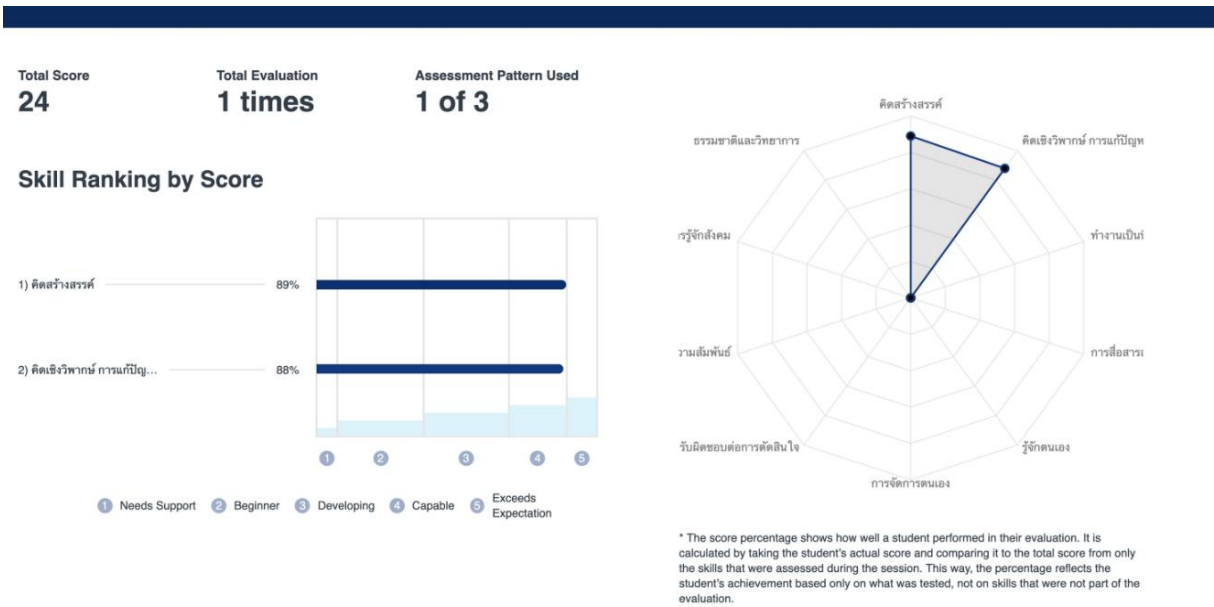 Total Score
24
Total Evaluation
1 times
Assessment Pattern Used
1 of 3
Skill Ranking by Score
1) คิดสร้างสรรค์
89%
2) คิดเชิงวิพากษ์ การแก้ปัญ...
88%
1
2
3
4
5
1 Needs Support
2 Beginner
3 Developing
4 Capable
5 Exceeds
Expectation
คิดสร้างสรรค์
ธรรมชาติและวิทยาการ
คิดเชิงวิพากษ์ การแก้ปัญห
ารรู้จักสังคม
ทำงานเป็นที
วามสัมพันธ์
การสื่อสาร
รับผิดชอบต่อการตัดสินใจ
รู้จักตนเอง
การจัดการตนเอง
* The score percentage shows how well a student performed in their evaluation. It is
calculated by taking the student's actual score and comparing it to the total score from only
the skills that were assessed during the session. This way, the percentage reflects the
student's achievement based only on what was tested, not on skills that were not part of the
evaluation.